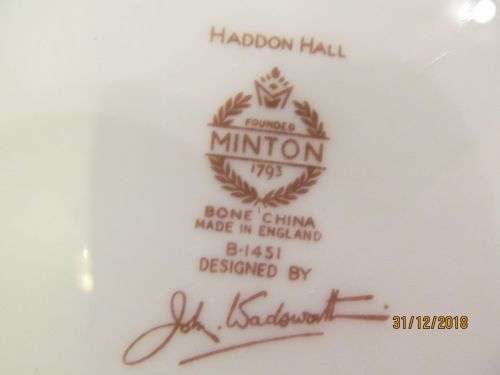 HADDON HALL
FOUNDED
MINTON
1793
BONE CHINA
MADE IN ENGLAND
B-1451
DESIGNED BY
John Wadsworth
31/12/2018